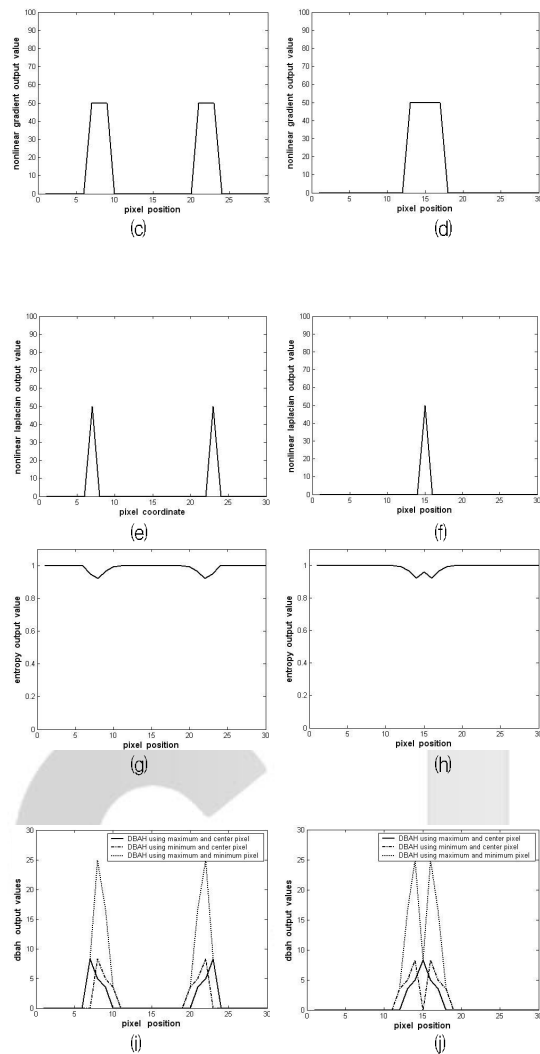 100
90
80
70
60
50
40
30
20
10
0
nonlinear gradient output value
0 5 10 15 20 25 30
pixel position
(c)
100
90
80
70
60
50
40
30
20
10
0
nonlinear gradient output value
0 5 10 15 20 25 30
pixel position
(d)
100
90
80
70
60
50
40
30
20
10
0
nonlinear laplacian output value
0 5 10 15 20 25 30
pixel coordinate
(e)
100
90
80
70
60
50
40
30
20
10
0
nonlinear laplacian output value
0 5 10 15 20 25 30
pixel position
(f)
1
0.8
0.6
0.4
0.2
0
entropy output value
0 5 10 15 20 25 30
pixel position
(g)
1
0.8
0.6
0.4
0.2
0
entropy output value
0 5 10 15 20 25 30
pixel position
(h)
30
25
20
15
10
5
0
dbah output values
DBAH using maximum and center pixel
DBAH using minimum and center pixel
DBAH using maximum and minimum pixel
0 5 10 15 20 25 30
pixel position
(i)
30
25
20
15
10
5
0
dbah output values
DBAH using maximum and center pixel
DBAH using minimum and center pixel
DBAH using maximum and minimum pixel
0 5 10 15 20 25 30
pixel position
(j)